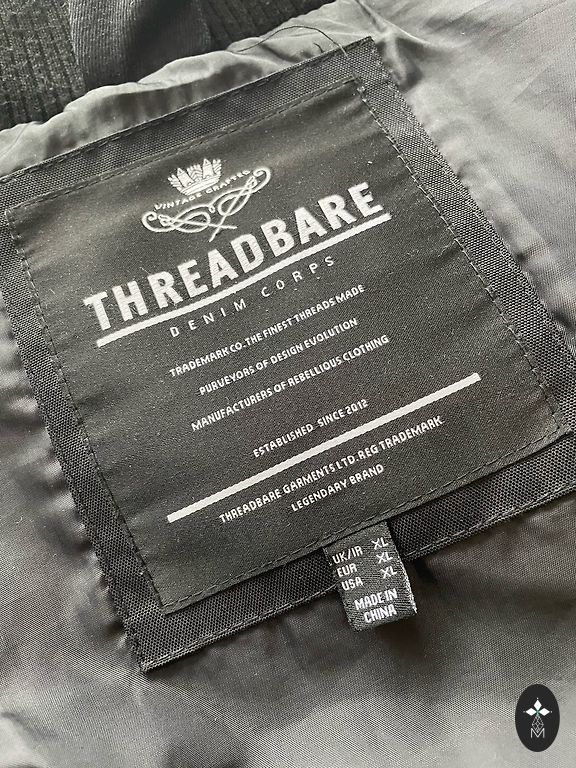 VINTAGE CRAFTED
THREADBARE
DENIM CORPS
TRADEMARK CO-THE FINEST THREADS MADE
PURVEYORS OF DESIGN EVOLUTION
MANUFACTURERS OF REBELLIOUS CLOTHING
ESTABLISHED SINCE 2012
THREADBARE GARMENTS LTD.REG TRADEMARK.
LEGENDARY BRAND
UK/IR XL
EUR XL
USA XL
MADE IN
CHINA
M